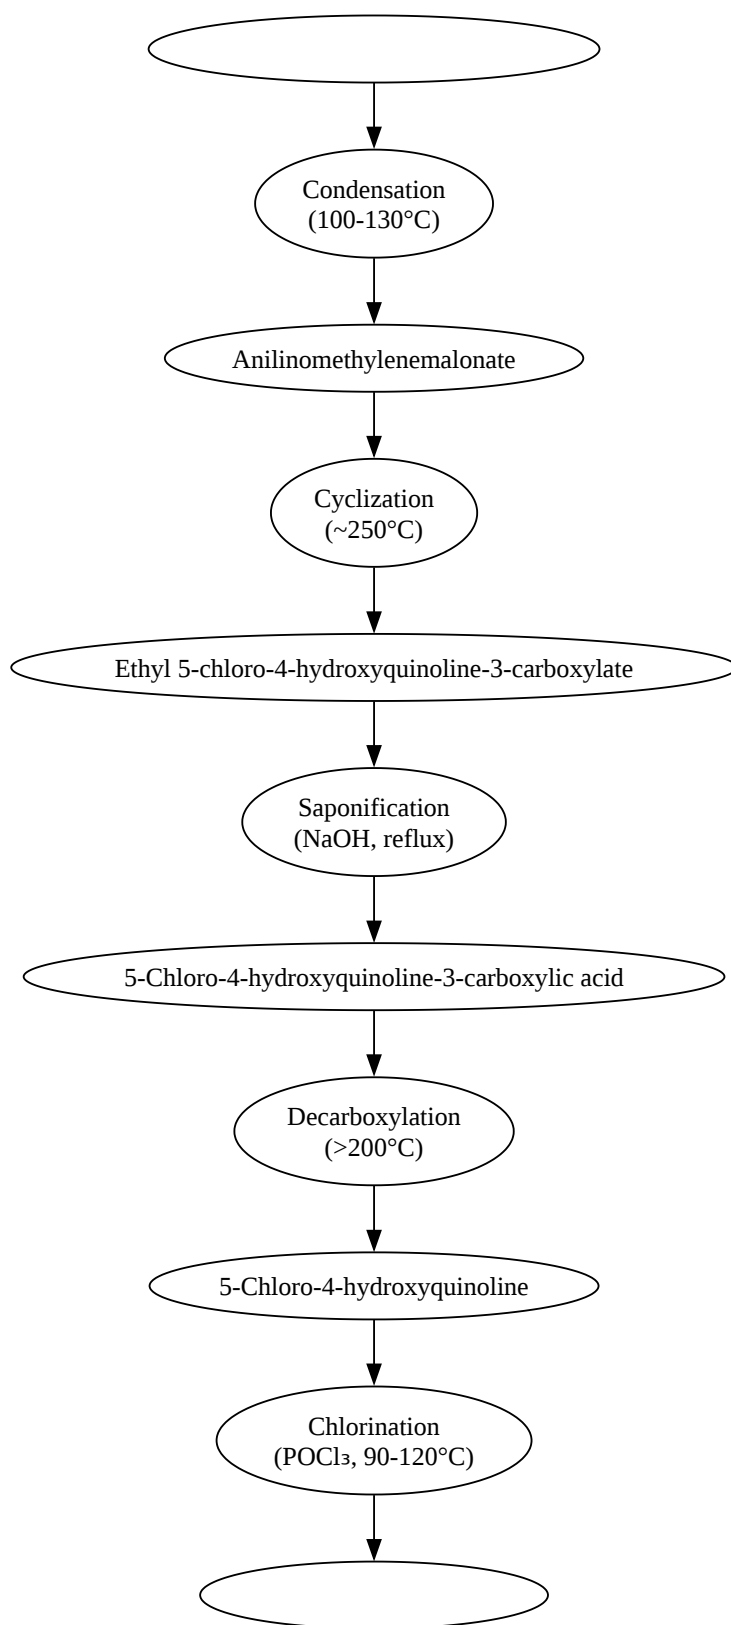 Condensation
(100-130°C)
Anilinomethylenemalonate
Cyclization
(~250°C)
Ethyl 5-chloro-4-hydroxyquinoline-3-carboxylate
Saponification
(NaOH, reflux)
5-Chloro-4-hydroxyquinoline-3-carboxylic acid
Decarboxylation
(>200°C)
5-Chloro-4-hydroxyquinoline
Chlorination
(POCl₃, 90-120°C)